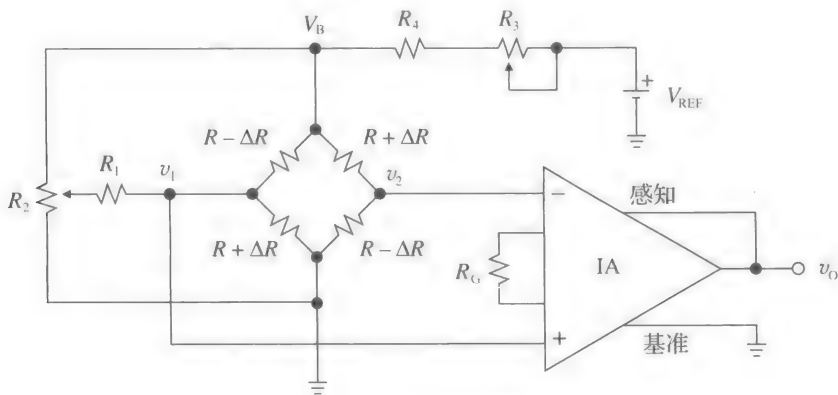 V_B
R_4
R_3
V_REF
R_2
R_1
v_1
R − ΔR
R + ΔR
v_2
R + ΔR
R − ΔR
R_G
−
+
IA
感知
基准
v_O
+